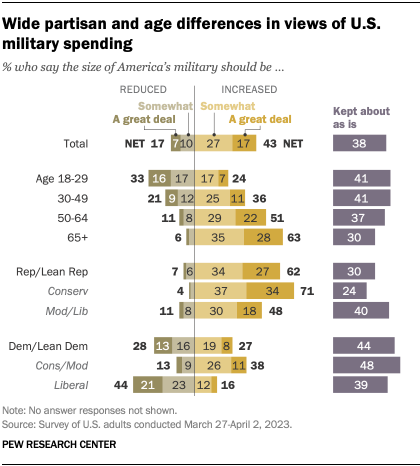 Wide partisan and age differences in views of U.S.
military spending
% who say the size of America's military should be ...
REDUCED INCREASED
Somewhat Somewhat Kept about
A great deal A great deal as is
Total NET 17 7 10 27 17 43 NET 38
Age 18-29 33 16 17 17 7 24 41
30-49 21 9 12 25 11 36 41
50-64 11 8 29 22 51 37
65+ 6 35 28 63 30
Rep/Lean Rep 7 6 34 27 62 30
Conserv 4 37 34 71 24
Mod/Lib 11 8 30 18 48 40
Dem/Lean Dem 28 13 16 19 8 27 44
Cons/Mod 13 9 26 11 38 48
Liberal 44 21 23 12 16 39
Note: No answer responses not shown.
Source: Survey of U.S. adults conducted March 27-April 2, 2023.
PEW RESEARCH CENTER